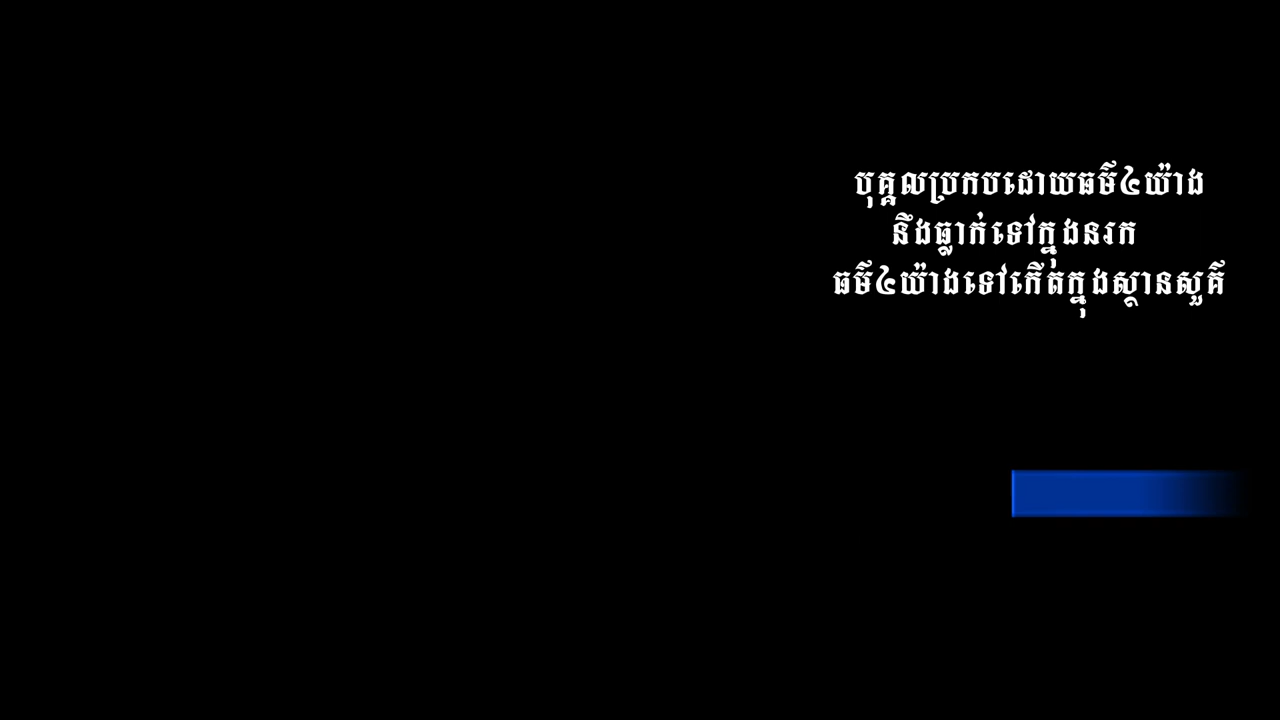 បុគ្គលប្រកបដោយធម៌៤យ៉ាង
នឹងធ្លាក់ទៅក្នុងនរក
ធម៌៤យ៉ាងទៅកើតក្នុងស្ថានសួគ៌